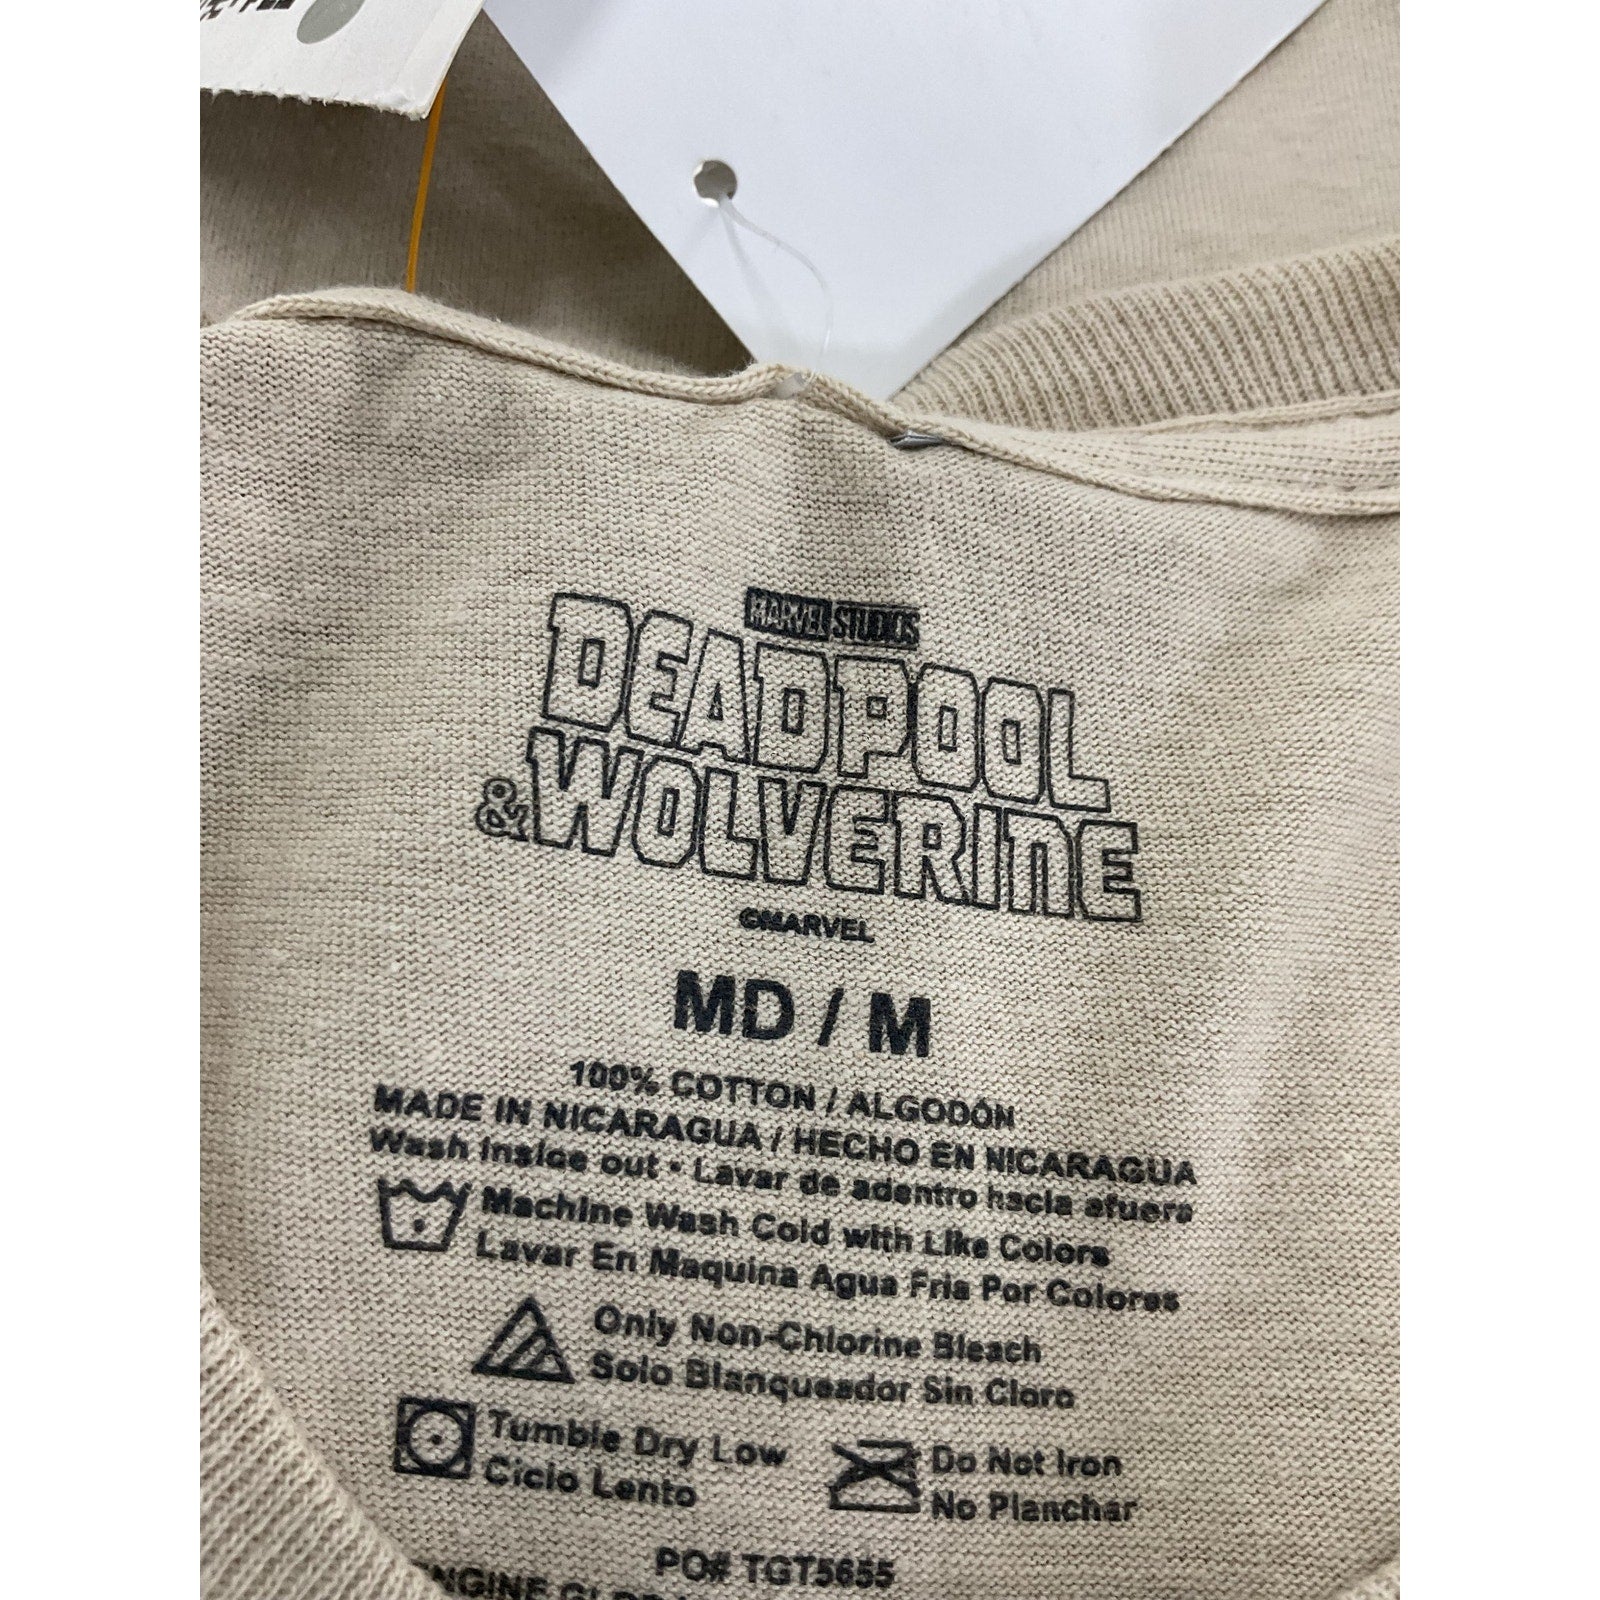 MARVEL STUDIOS
DEADPOOL
& WOLVERINE
©MARVEL
MD / M
100% COTTON / ALGODÓN
MADE IN NICARAGUA / HECHO EN NICARAGUA
Wash inside out • Lavar de adentro hacia afuera
Machine Wash Cold with Like Colors
Lavar En Maquina Agua Fria Por Colores
Only Non-Chlorine Bleach
Solo Blanqueador Sin Cloro
Tumble Dry Low
Ciclo Lento
Do Not Iron
No Planchar
PO# TGT5655